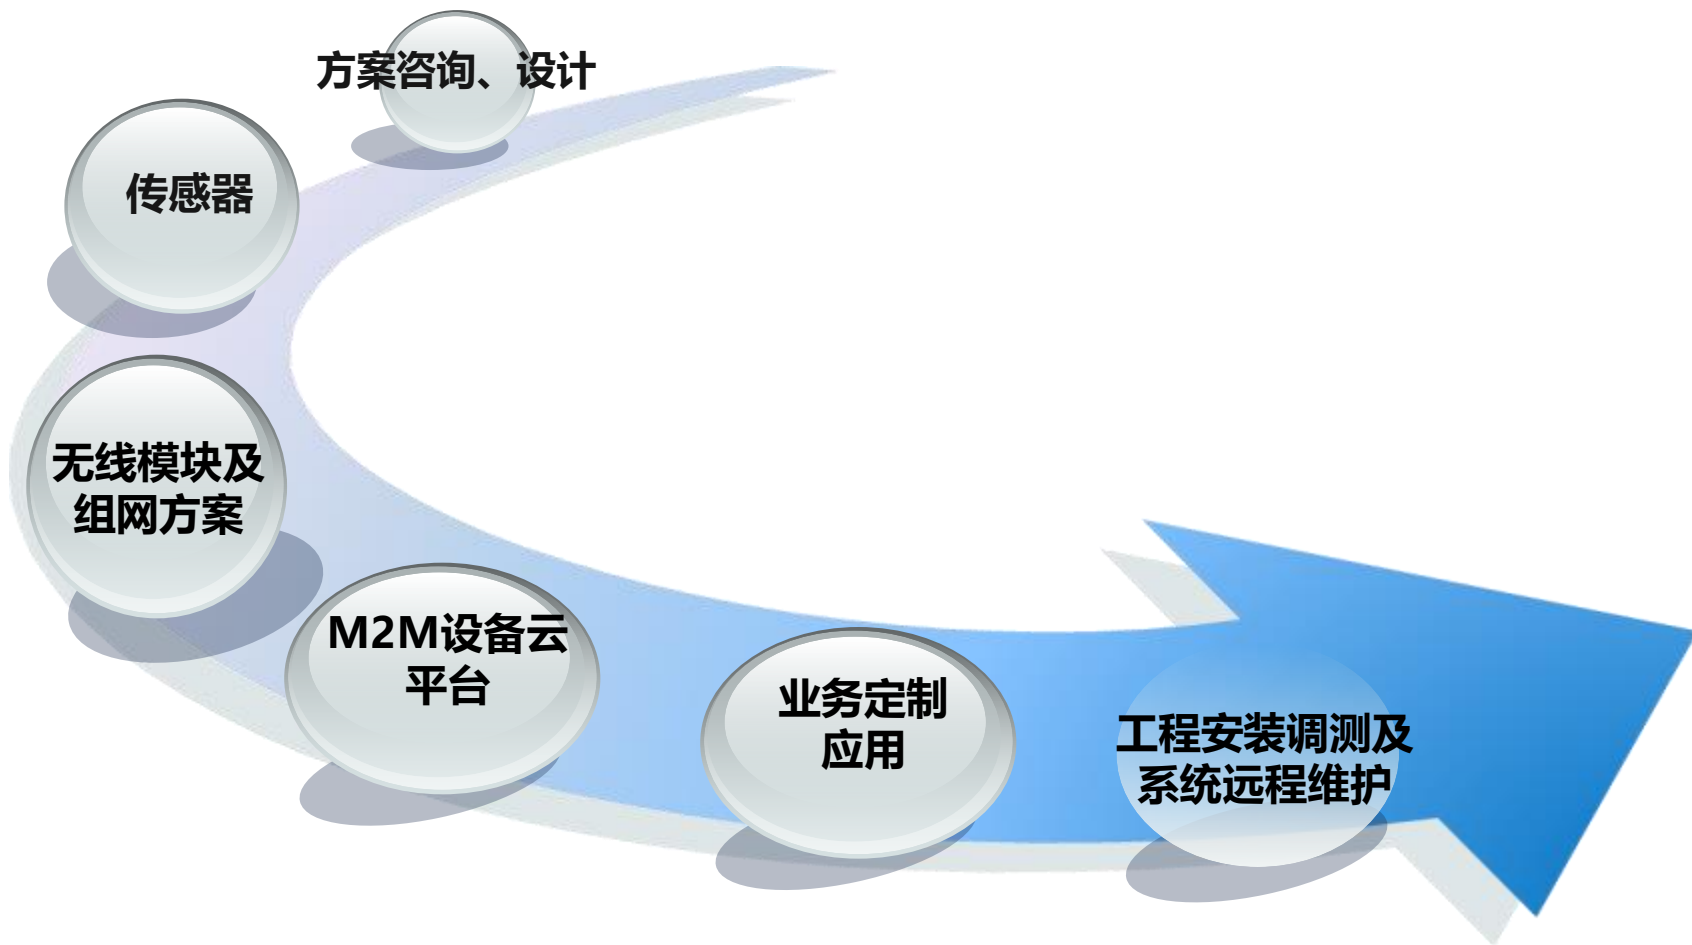 方案咨询、设计
传感器
无线模块及
组网方案
M2M设备云
平台
业务定制
应用
工程安装调测及
系统远程维护